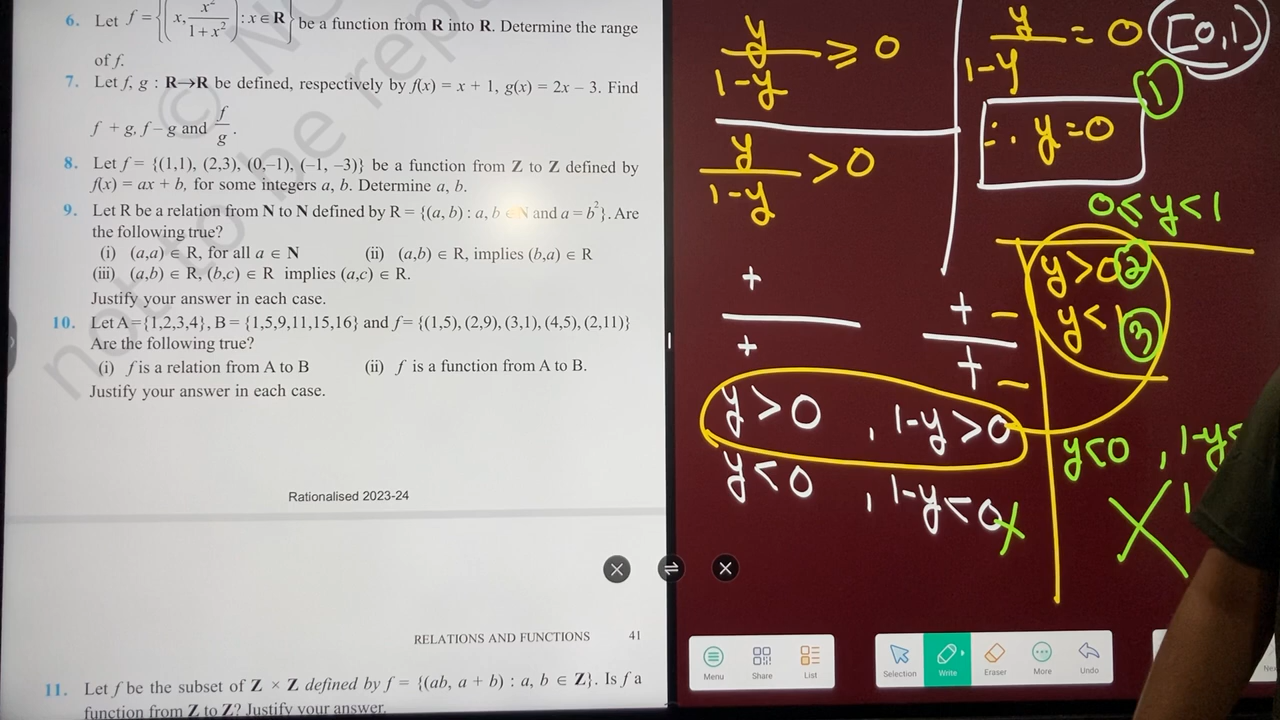 6. Let f = {(x, x²/1+x²) : x ∈ R} be a function from R into R. Determine the range
of f.
7. Let f, g : R→R be defined, respectively by f(x) = x + 1, g(x) = 2x – 3. Find
f + g, f – g and f/g.
8. Let f = {(1,1), (2,3), (0,–1), (–1, –3)} be a function from Z to Z defined by
f(x) = ax + b, for some integers a, b. Determine a, b.
9. Let R be a relation from N to N defined by R = {(a, b) : a, b ∈ N and a = b²}. Are
the following true?
(i) (a,a) ∈ R, for all a ∈ N (ii) (a,b) ∈ R, implies (b,a) ∈ R
(iii) (a,b) ∈ R, (b,c) ∈ R implies (a,c) ∈ R.
Justify your answer in each case.
10. Let A = {1,2,3,4}, B = {1,5,9,11,15,16} and f = {(1,5), (2,9), (3,1), (4,5), (2,11)}
Are the following true?
(i) f is a relation from A to B (ii) f is a function from A to B.
Justify your answer in each case.
Rationalised 2023-24
RELATIONS AND FUNCTIONS 41
11. Let f be the subset of Z × Z defined by f = {(ab, a + b) : a, b ∈ Z}. Is f a
function from Z to Z? Justify your answer.
© N
not to be rep
y/1-y ⩾ 0
y/1-y > 0
+/+
y/1-y = 0 [0,1)
①
∴ y = 0
0 ≤ y < 1
y > 0 ②
y < 1 ③
+ −
+ −
y > 0 , 1-y > 0
y < 0 , 1-y < 0 ✗
y < 0 , 1-y <
Menu Share List Selection Write Eraser More Undo